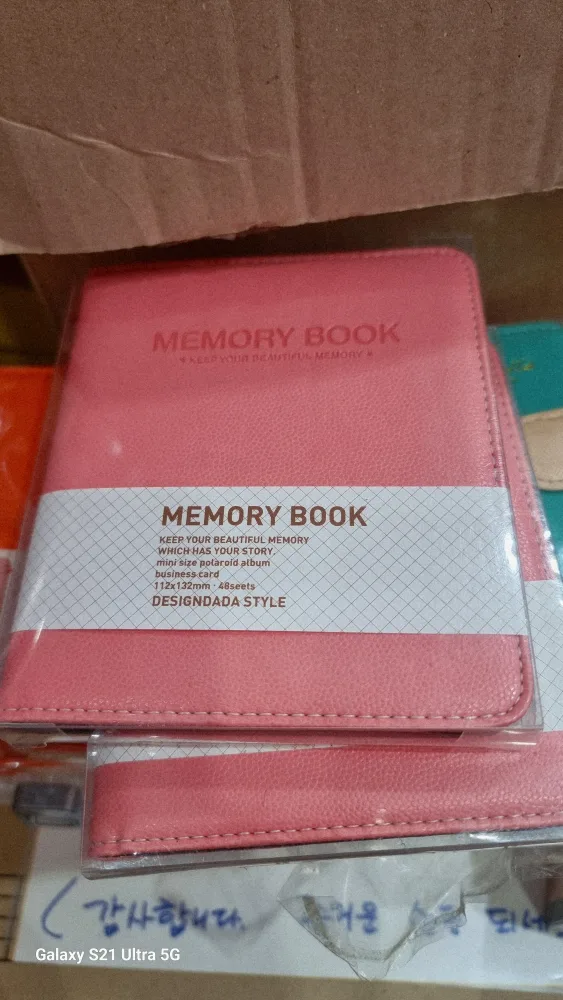 MEMORY BOOK
★ KEEP YOUR BEAUTIFUL MEMORY ★
MEMORY BOOK
KEEP YOUR BEAUTIFUL MEMORY
WHICH HAS YOUR STORY.
mini size polaroid album
business card
112x132mm · 48seets
DESIGNDADA STYLE
( 감사합니다.
Galaxy S21 Ultra 5G